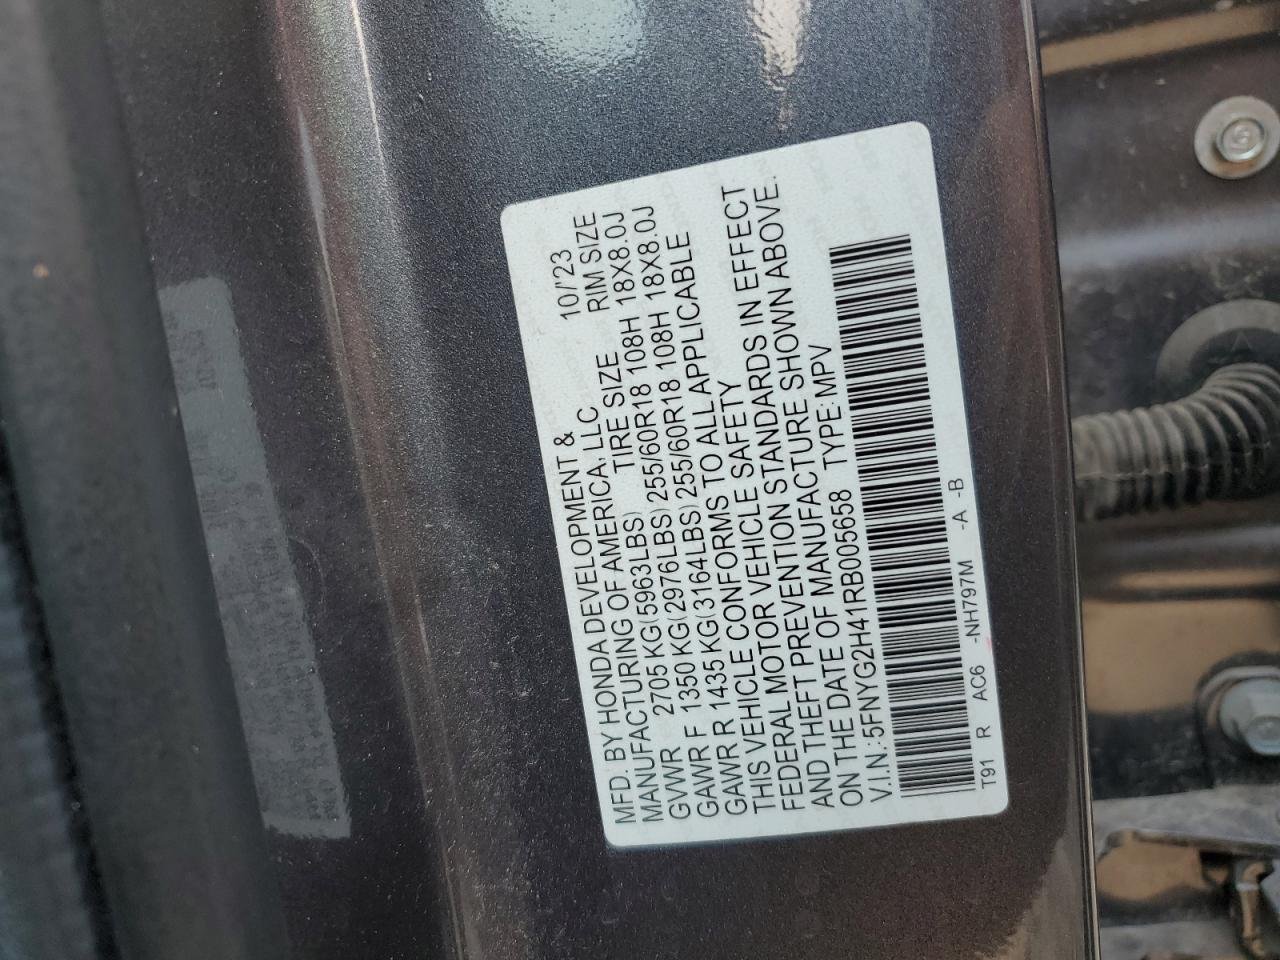 MFD. BY HONDA DEVELOPMENT &
MANUFACTURING OF AMERICA, LLC 10/'23
GVWR 2705 KG(5963LBS) TIRE SIZE RIM SIZE
GAWR F 1350 KG(2976LBS) 255/60R18 108H 18X8.0J
GAWR R 1435 KG(3164LBS) 255/60R18 108H 18X8.0J
THIS VEHICLE CONFORMS TO ALL APPLICABLE
FEDERAL MOTOR VEHICLE SAFETY
AND THEFT PREVENTION STANDARDS IN EFFECT
ON THE DATE OF MANUFACTURE SHOWN ABOVE.
V.I.N.: 5FNYG2H41RB005658 TYPE: MPV
T91 R AC6 -NH797M -A -B